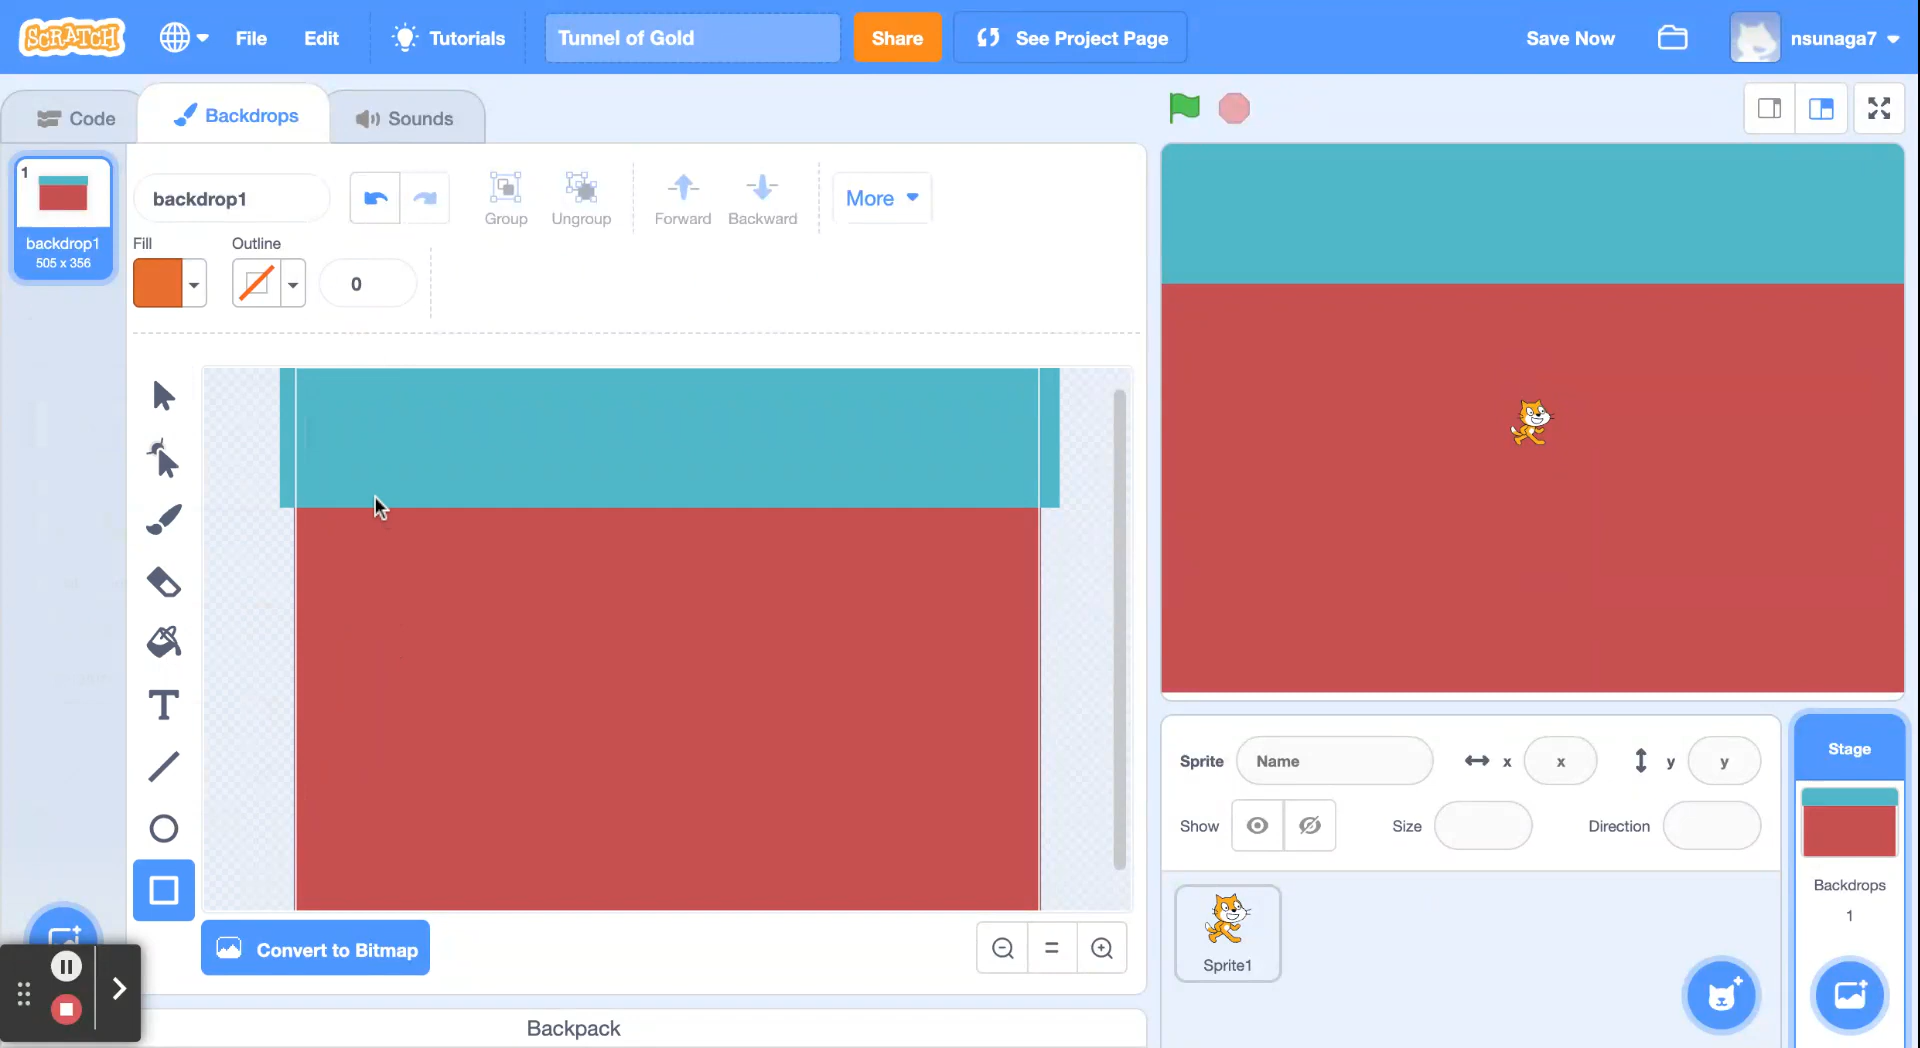 SCRATCH File Edit Tutorials Tunnel of Gold Share See Project Page Save Now nsunaga7
Code Backdrops Sounds
1
backdrop1
505 x 356
backdrop1
Group Ungroup Forward Backward
More
Fill Outline
0
T
Convert to Bitmap
=
Backpack
Sprite Name x x y y
Show Size Direction
Sprite1
Stage
Backdrops
1